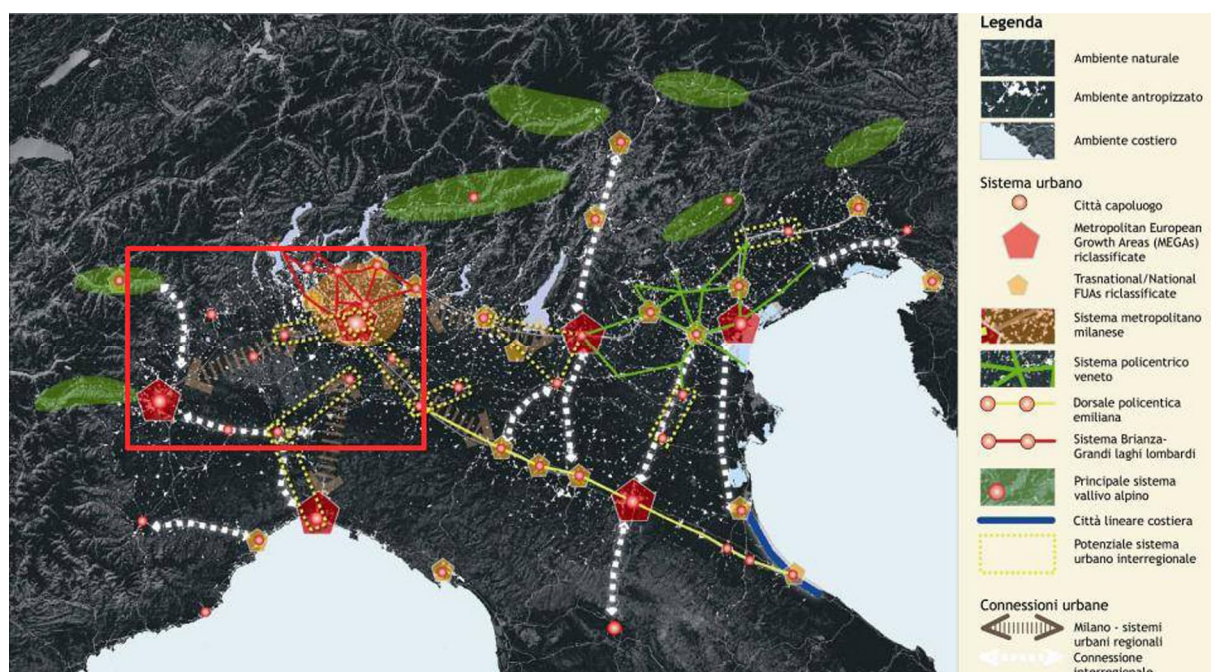 Legenda
Ambiente naturale
Ambiente antropizzato
Ambiente costiero
Sistema urbano
Città capoluogo
Metropolitan European
Growth Areas (MEGAs)
riclassificate
Trasnational/National
FUAs riclassificate
Sistema metropolitano
milanese
Sistema policentrico
veneto
Dorsale policentica
emiliana
Sistema Brianza-
Grandi laghi lombardi
Principale sistema
vallivo alpino
Città lineare costiera
Potenziale sistema
urbano interregionale
Connessioni urbane
Milano - sistemi
urbani regionali
Connessione
interregionale